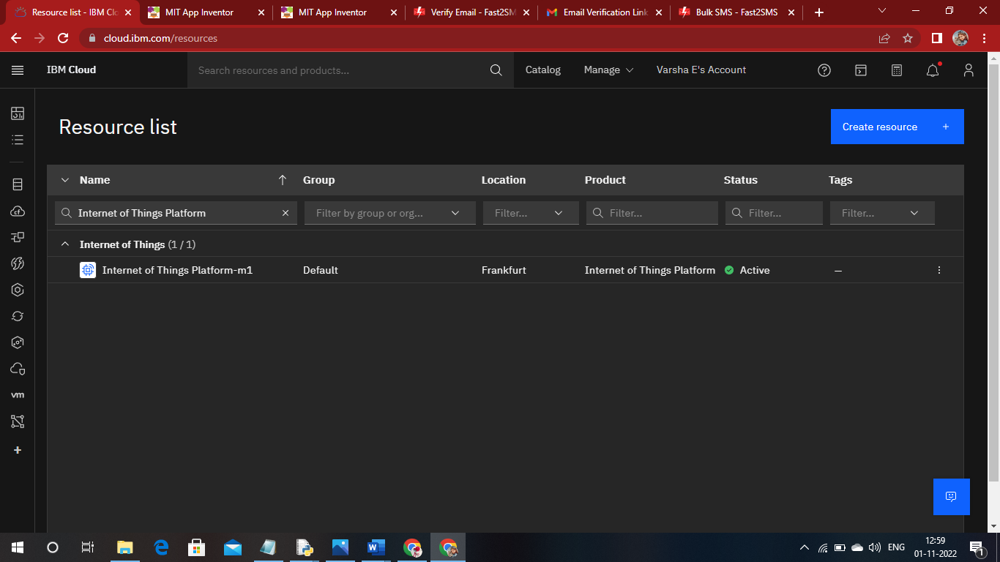 Resource list - IBM Clo
MIT App Inventor
MIT App Inventor
Verify Email - Fast2SM
Email Verification Link
Bulk SMS - Fast2SMS
cloud.ibm.com/resources
IBM Cloud
Search resources and products...
Catalog
Manage
Varsha E's Account
Resource list
Create resource +
Name Group Location Product Status Tags
Internet of Things Platform Filter by group or org... Filter... Filter... Filter... Filter...
Internet of Things (1 / 1)
Internet of Things Platform-m1 Default Frankfurt Internet of Things Platform Active –
vm
ENG
12:59
01-11-2022
1